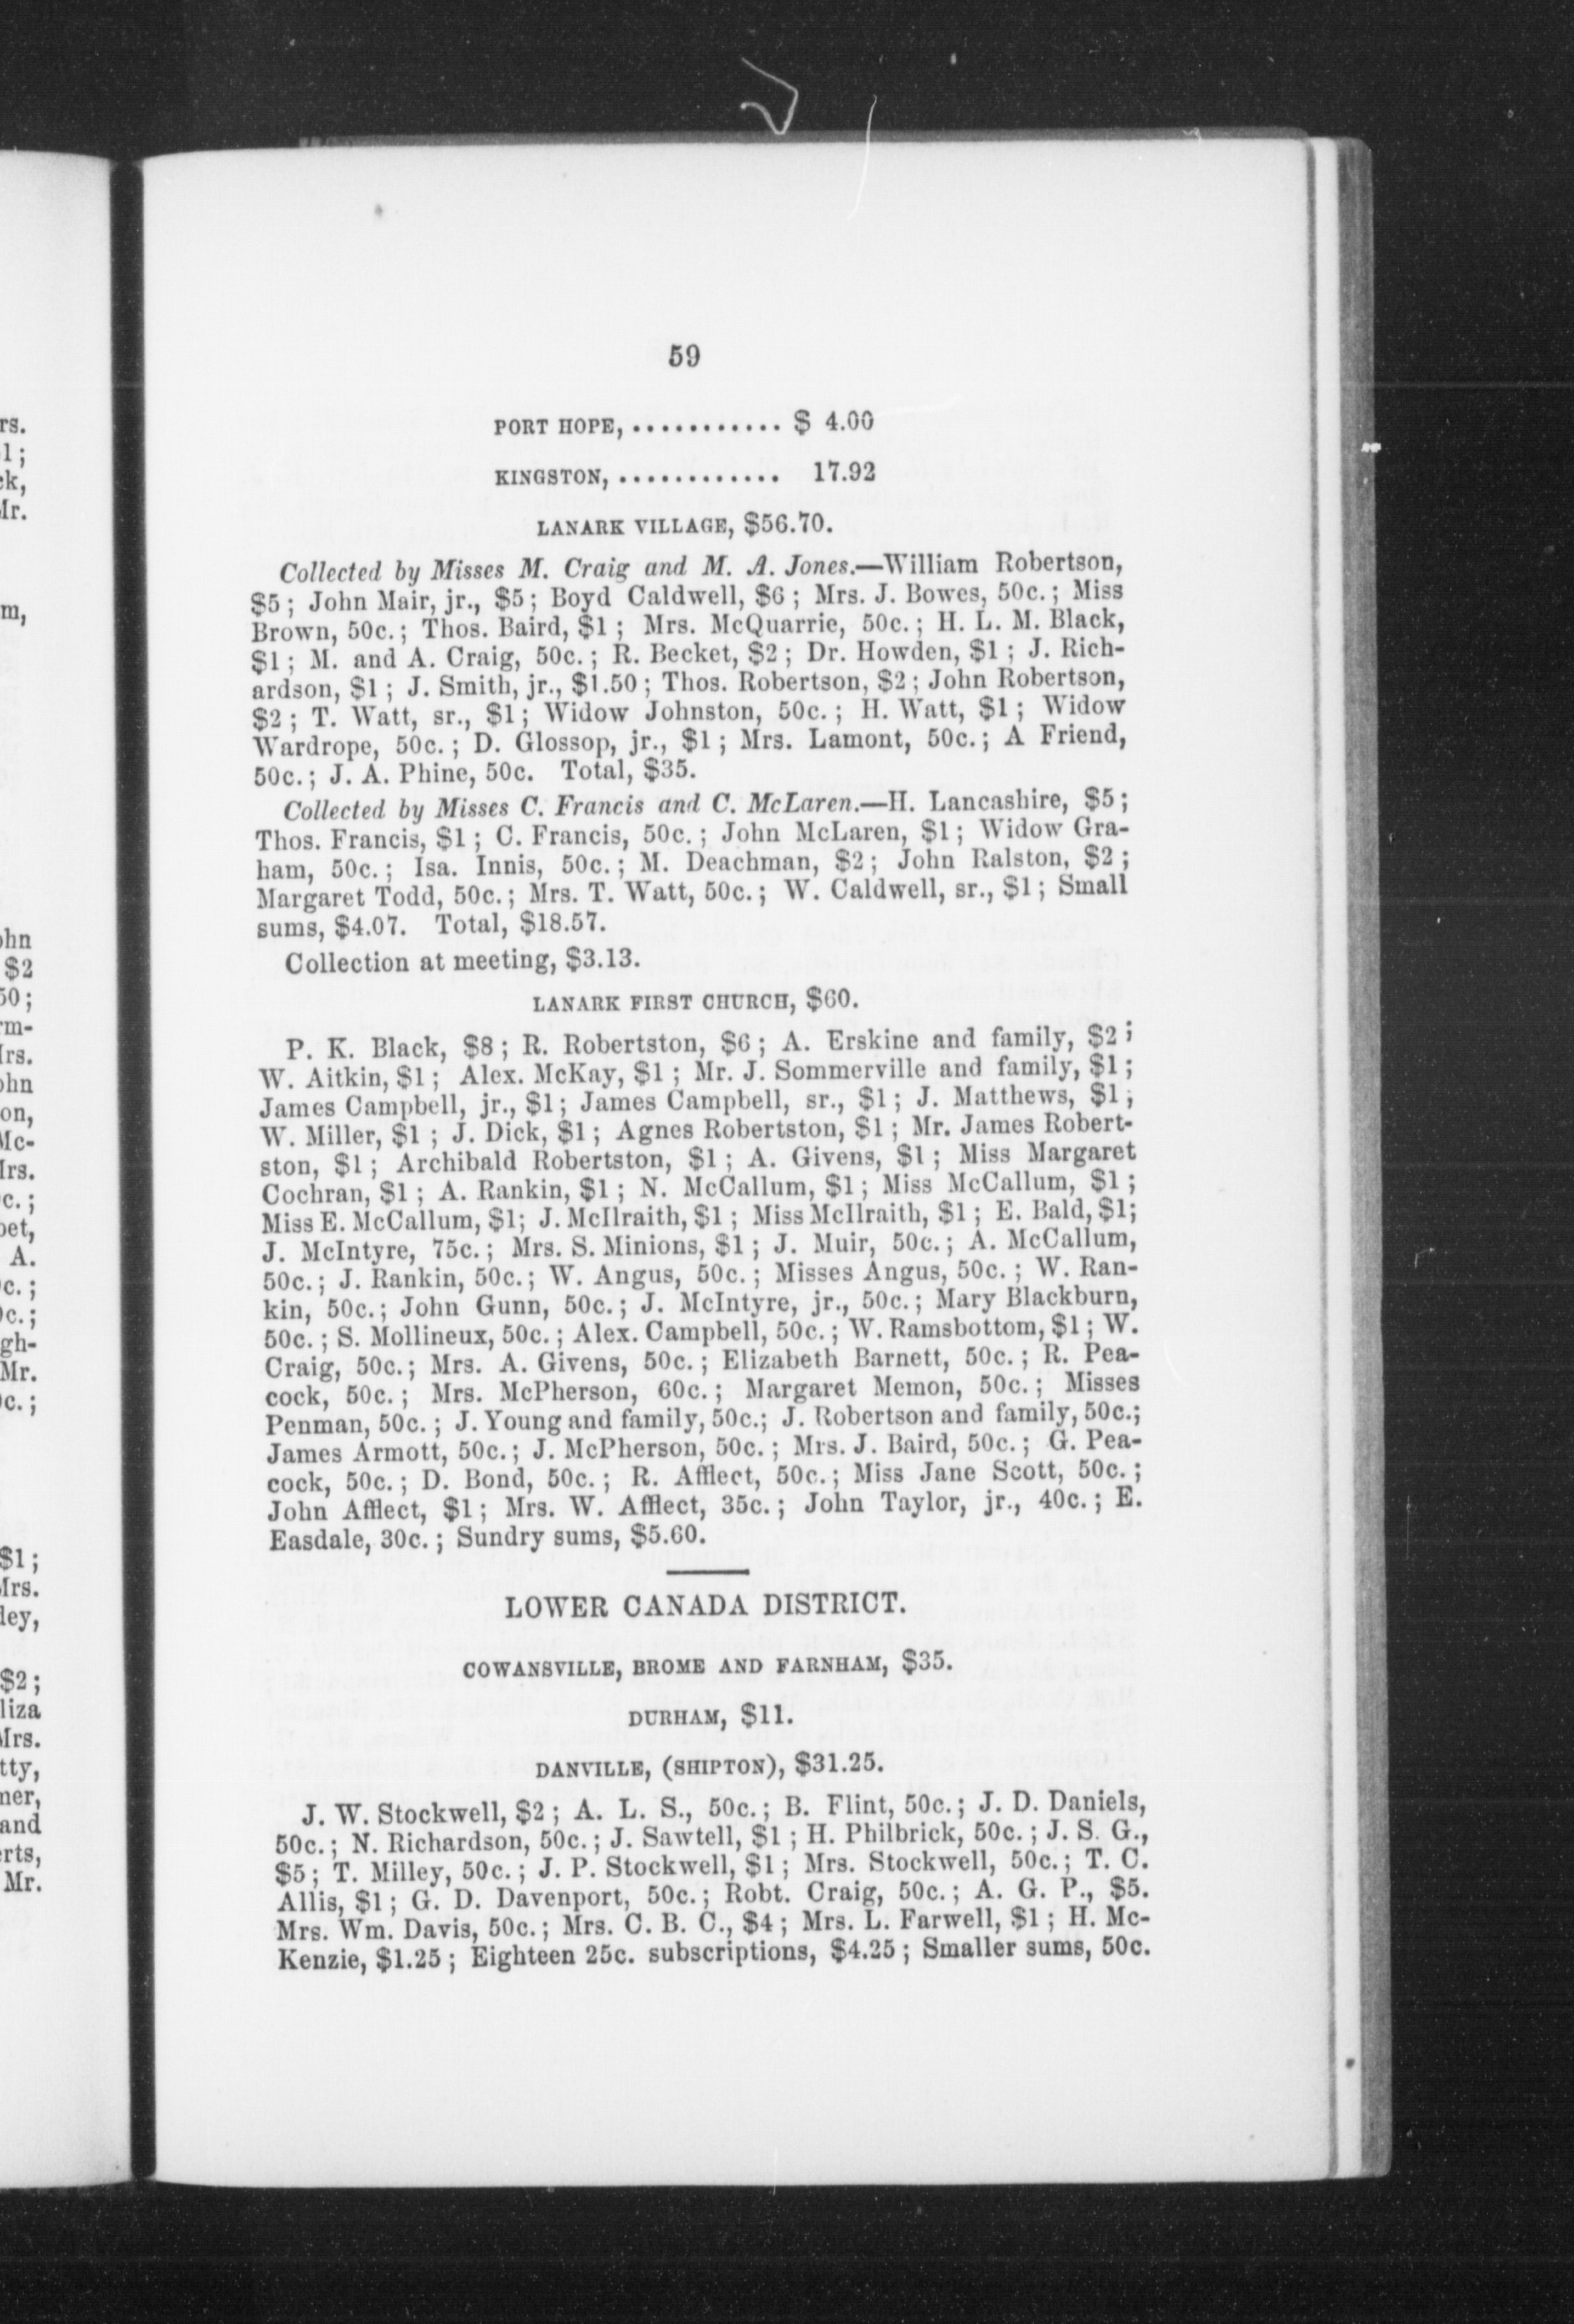 59
PORT HOPE, ........... $ 4.00
KINGSTON, ............ 17.92
LANARK VILLAGE, $56.70.
Collected by Misses M. Craig and M. A. Jones.—William Robertson,
$5; John Mair, jr., $5; Boyd Caldwell, $6; Mrs. J. Bowes, 50c.; Miss
Brown, 50c.; Thos. Baird, $1; Mrs. McQuarrie, 50c.; H. L. M. Black,
$1; M. and A. Craig, 50c.; R. Becket, $2; Dr. Howden, $1; J. Rich-
ardson, $1; J. Smith, jr., $1.50; Thos. Robertson, $2; John Robertson,
$2; T. Watt, sr., $1; Widow Johnston, 50c.; H. Watt, $1; Widow
Wardrope, 50c.; D. Glossop, jr., $1; Mrs. Lamont, 50c.; A Friend,
50c.; J. A. Phine, 50c. Total, $35.
Collected by Misses C. Francis and C. McLaren.—H. Lancashire, $5;
Thos. Francis, $1; C. Francis, 50c.; John McLaren, $1; Widow Gra-
ham, 50c.; Isa. Innis, 50c.; M. Deachman, $2; John Ralston, $2;
Margaret Todd, 50c.; Mrs. T. Watt, 50c.; W. Caldwell, sr., $1; Small
sums, $4.07. Total, $18.57.
Collection at meeting, $3.13.
LANARK FIRST CHURCH, $60.
P. K. Black, $8; R. Robertston, $6; A. Erskine and family, $2;
W. Aitkin, $1; Alex. McKay, $1; Mr. J. Sommerville and family, $1;
James Campbell, jr., $1; James Campbell, sr., $1; J. Matthews, $1;
W. Miller, $1; J. Dick, $1; Agnes Robertston, $1; Mr. James Robert-
ston, $1; Archibald Robertston, $1; A. Givens, $1; Miss Margaret
Cochran, $1; A. Rankin, $1; N. McCallum, $1; Miss McCallum, $1;
Miss E. McCallum, $1; J. McIlraith, $1; Miss McIlraith, $1; E. Bald, $1;
J. McIntyre, 75c.; Mrs. S. Minions, $1; J. Muir, 50c.; A. McCallum,
50c.; J. Rankin, 50c.; W. Angus, 50c.; Misses Angus, 50c.; W. Ran-
kin, 50c.; John Gunn, 50c.; J. McIntyre, jr., 50c.; Mary Blackburn,
50c.; S. Mollineux, 50c.; Alex. Campbell, 50c.; W. Ramsbottom, $1; W.
Craig, 50c.; Mrs. A. Givens, 50c.; Elizabeth Barnett, 50c.; R. Pea-
cock, 50c.; Mrs. McPherson, 60c.; Margaret Memon, 50c.; Misses
Penman, 50c.; J. Young and family, 50c.; J. Robertson and family, 50c.;
James Armott, 50c.; J. McPherson, 50c.; Mrs. J. Baird, 50c.; G. Pea-
cock, 50c.; D. Bond, 50c.; R. Afflect, 50c.; Miss Jane Scott, 50c.;
John Afflect, $1; Mrs. W. Afflect, 35c.; John Taylor, jr., 40c.; E.
Easdale, 30c.; Sundry sums, $5.60.
LOWER CANADA DISTRICT.
COWANSVILLE, BROME AND FARNHAM, $35.
DURHAM, $11.
DANVILLE, (SHIPTON), $31.25.
J. W. Stockwell, $2; A. L. S., 50c.; B. Flint, 50c.; J. D. Daniels,
50c.; N. Richardson, 50c.; J. Sawtell, $1; H. Philbrick, 50c.; J. S. G.,
$5; T. Milley, 50c.; J. P. Stockwell, $1; Mrs. Stockwell, 50c.; T. C.
Allis, $1; G. D. Davenport, 50c.; Robt. Craig, 50c.; A. G. P., $5.
Mrs. Wm. Davis, 50c.; Mrs. C. B. C., $4; Mrs. L. Farwell, $1; H. Mc-
Kenzie, $1.25; Eighteen 25c. subscriptions, $4.25; Smaller sums, 50c.